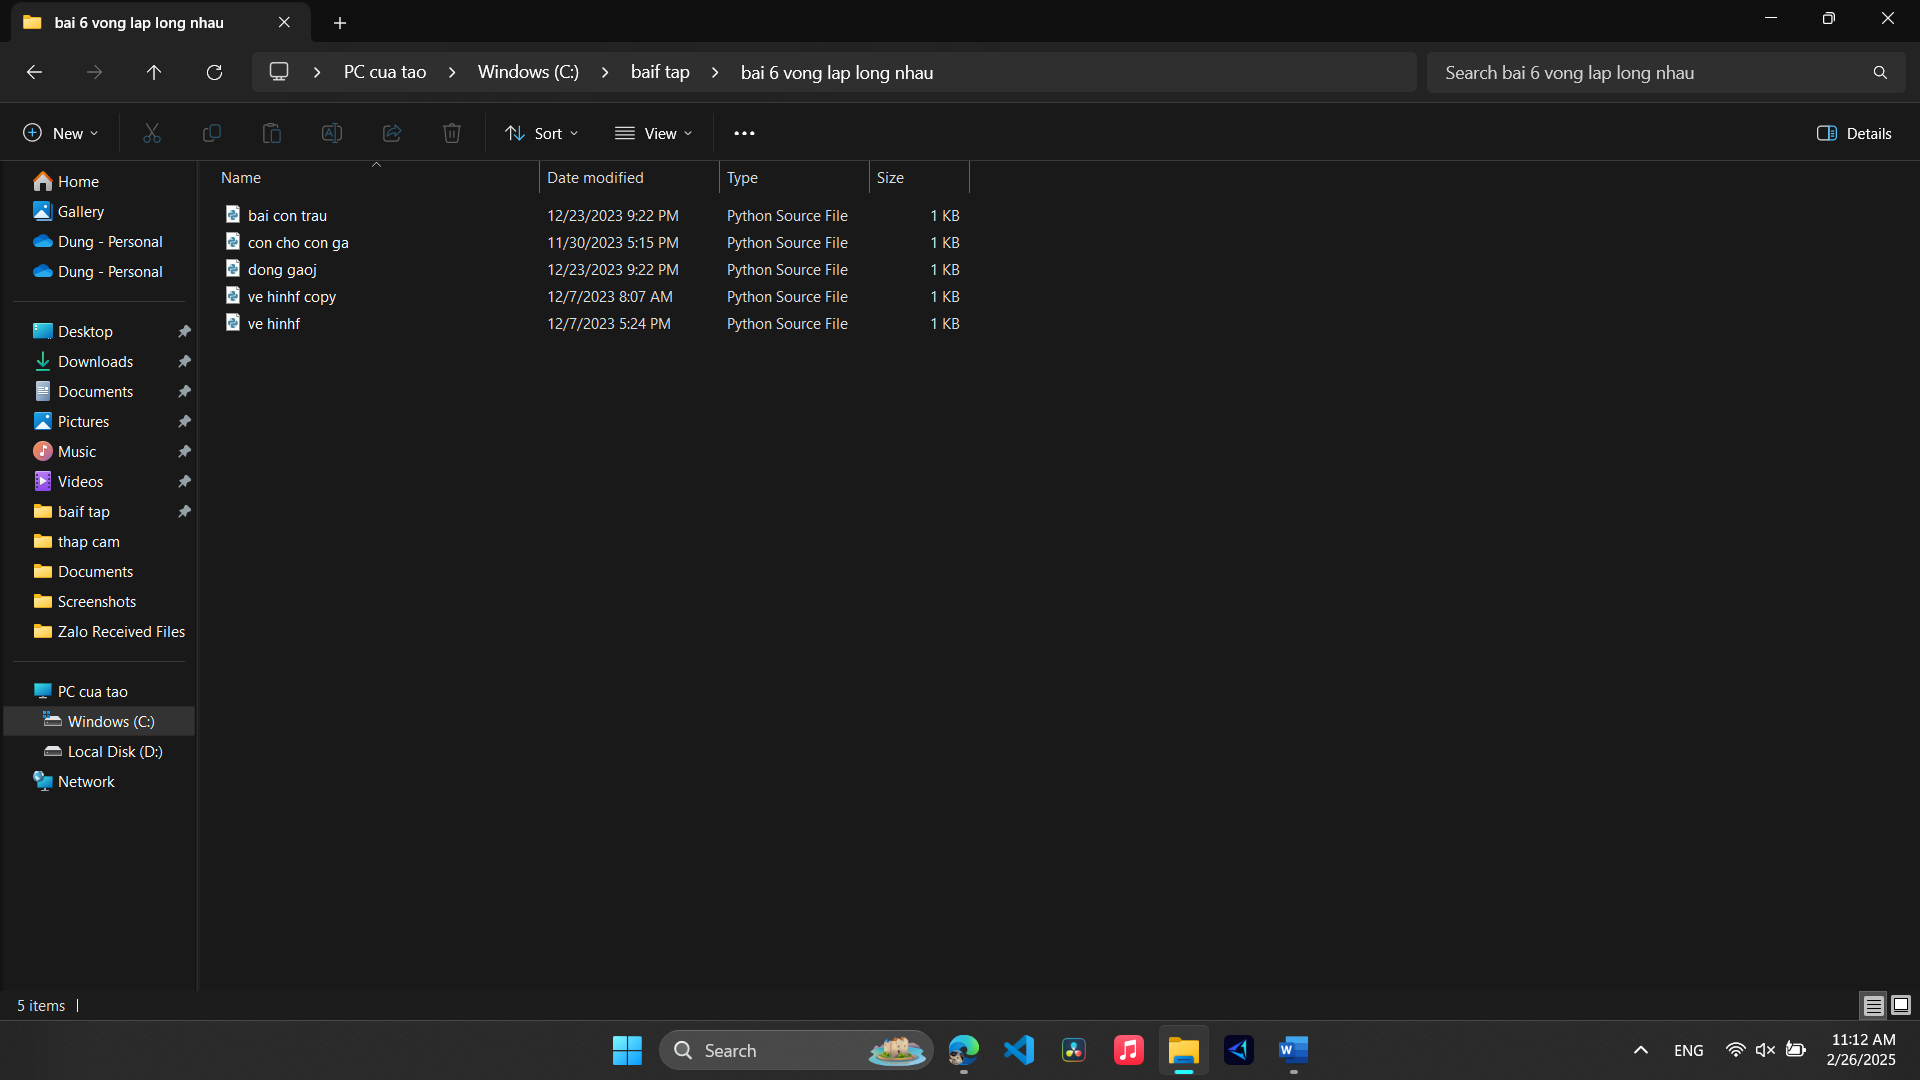 bai 6 vong lap long nhau
PC cua tao > Windows (C:) > baif tap > bai 6 vong lap long nhau
Search bai 6 vong lap long nhau
New
Sort
View
Details
Name Date modified Type Size
bai con trau 12/23/2023 9:22 PM Python Source File 1 KB
con cho con ga 11/30/2023 5:15 PM Python Source File 1 KB
dong gaoj 12/23/2023 9:22 PM Python Source File 1 KB
ve hinhf copy 12/7/2023 8:07 AM Python Source File 1 KB
ve hinhf 12/7/2023 5:24 PM Python Source File 1 KB
Home
Gallery
Dung - Personal
Dung - Personal
Desktop
Downloads
Documents
Pictures
Music
Videos
baif tap
thap cam
Documents
Screenshots
Zalo Received Files
PC cua tao
Windows (C:)
Local Disk (D:)
Network
5 items
Search
ENG
11:12 AM
2/26/2025